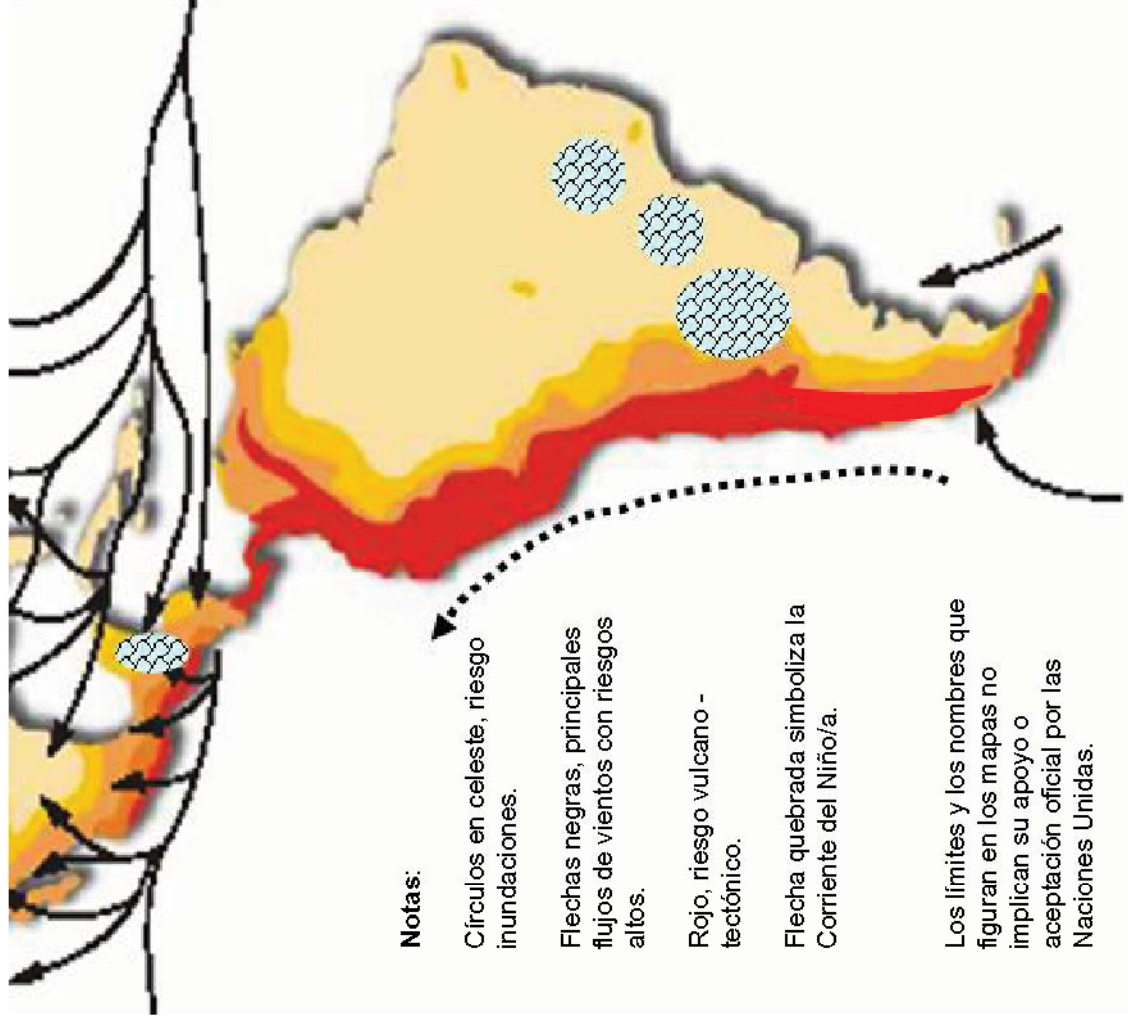 Notas:
Círculos en celeste, riesgo
inundaciones.
Flechas negras, principales
flujos de vientos con riesgos
altos.
Rojo, riesgo vulcano -
tectónico.
Flecha quebrada simboliza la
Corriente del Niño/a.
Los límites y los nombres que
figuran en los mapas no
implican su apoyo o
aceptación oficial por las
Naciones Unidas.